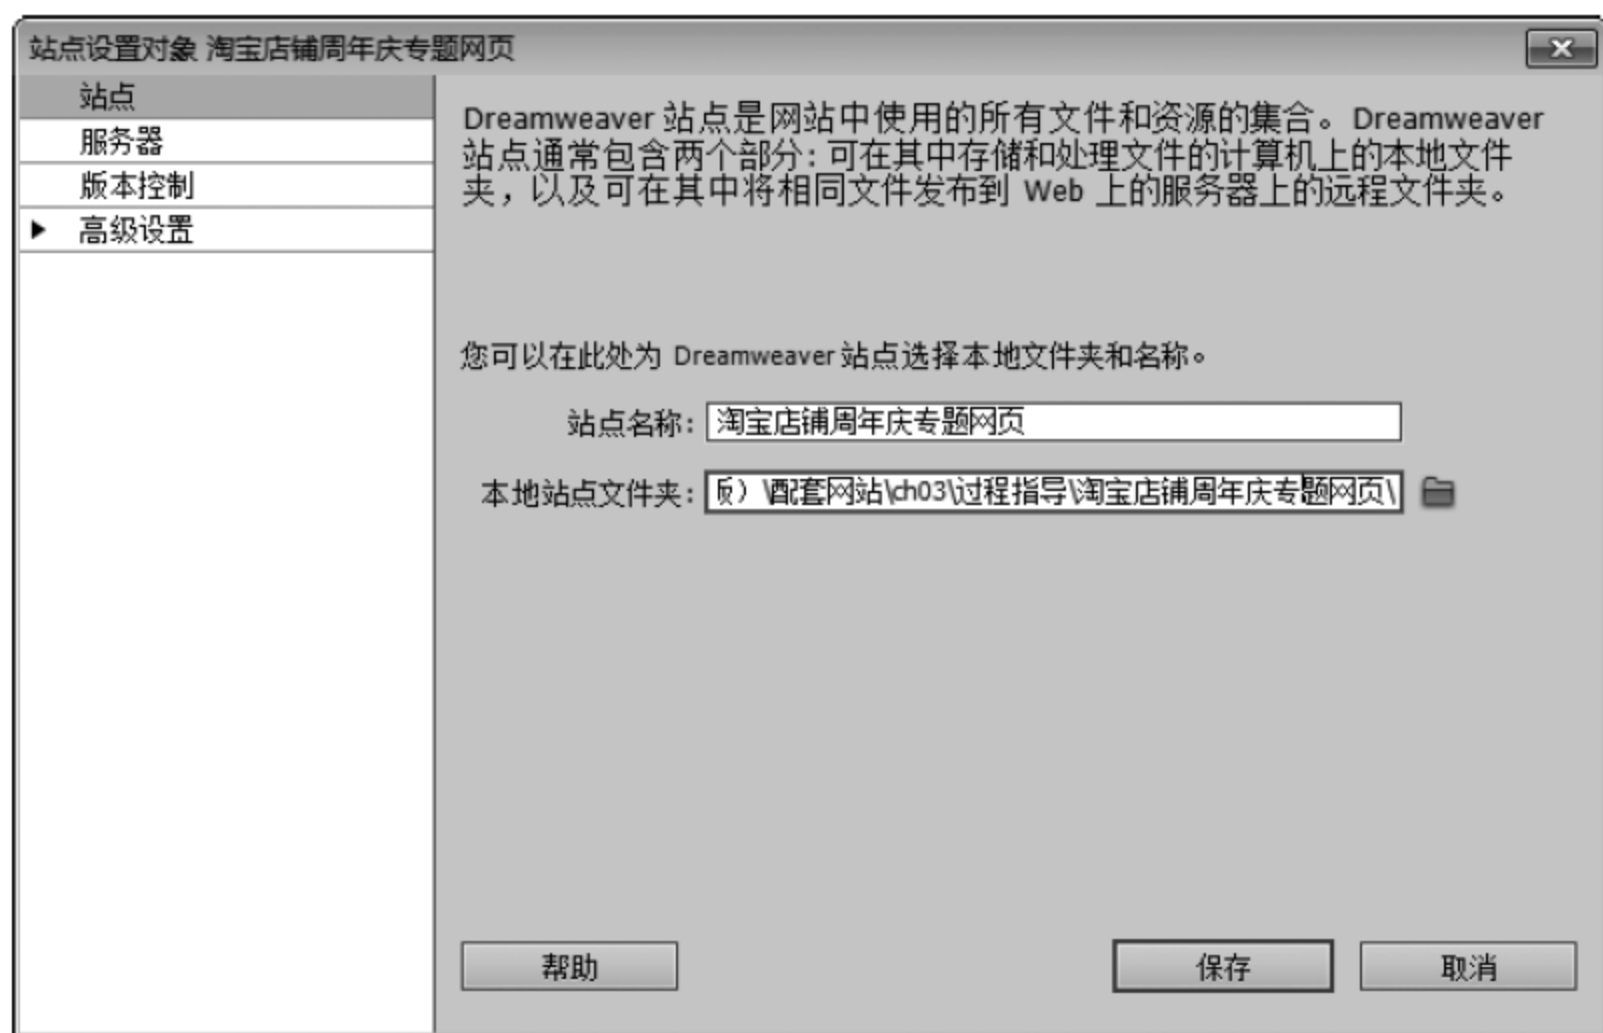 站点设置对象 淘宝店铺周年庆专题网页
站点
服务器
版本控制
高级设置
Dreamweaver 站点是网站中使用的所有文件和资源的集合。Dreamweaver
站点通常包含两个部分：可在其中存储和处理文件的计算机上的本地文件
夹，以及可在其中将相同文件发布到 Web 上的服务器上的远程文件夹。
您可以在此处为 Dreamweaver 站点选择本地文件夹和名称。
站点名称：淘宝店铺周年庆专题网页
本地站点文件夹：）\配套网站\ch03\过程指导\淘宝店铺周年庆专题网页\
帮助 保存 取消